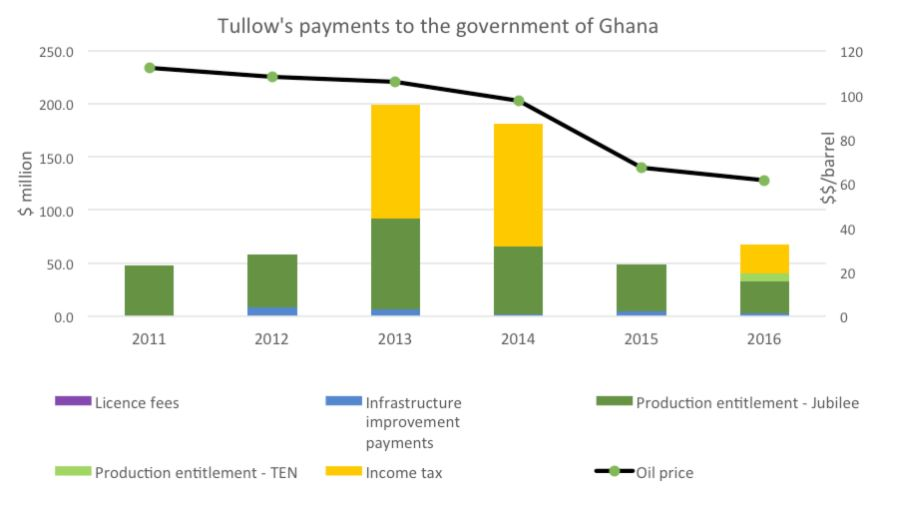 Tullow's payments to the government of Ghana
250.0
200.0
150.0
100.0
50.0
0.0
$ million
120
100
80
60
40
20
0
$$/barrel
2011 2012 2013 2014 2015 2016
Licence fees
Infrastructure
improvement
payments
Production entitlement - Jubilee
Production entitlement - TEN
Income tax
Oil price